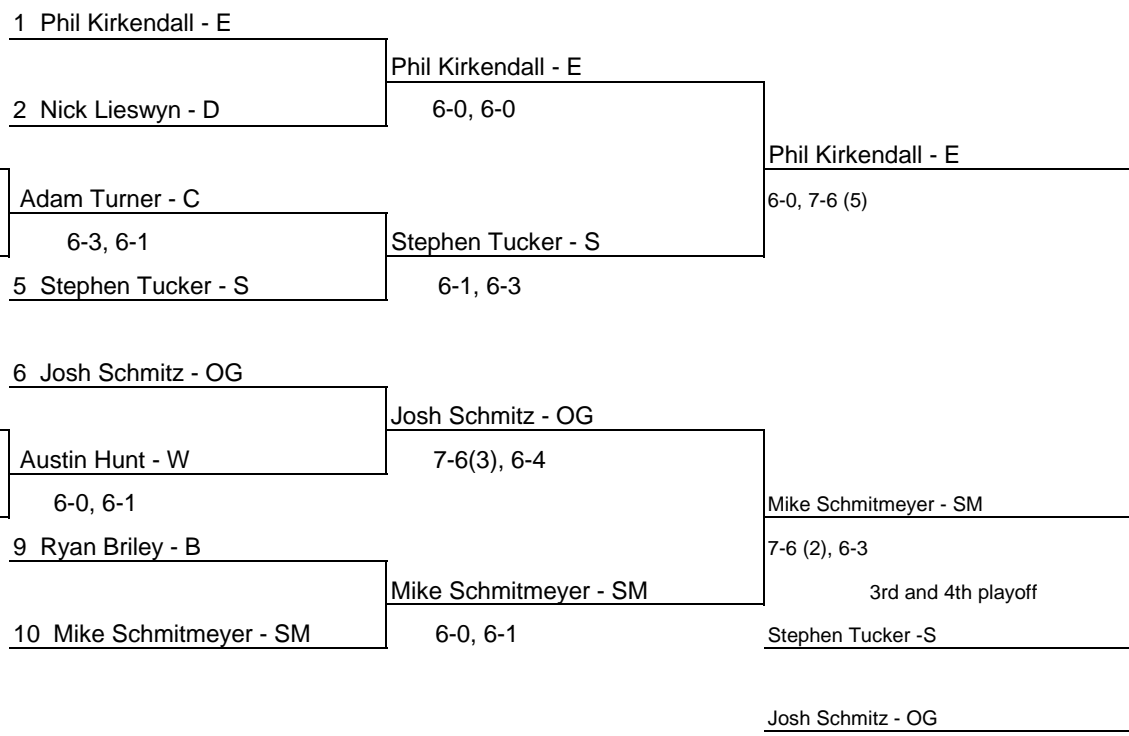 1 Phil Kirkendall - E
Phil Kirkendall - E
2 Nick Lieswyn - D
6-0, 6-0
Phil Kirkendall - E
Adam Turner - C
6-0, 7-6 (5)
6-3, 6-1
Stephen Tucker - S
5 Stephen Tucker - S
6-1, 6-3
6 Josh Schmitz - OG
Josh Schmitz - OG
Austin Hunt - W
7-6(3), 6-4
6-0, 6-1
Mike Schmitmeyer - SM
9 Ryan Briley - B
7-6 (2), 6-3
Mike Schmitmeyer - SM
3rd and 4th playoff
10 Mike Schmitmeyer - SM
6-0, 6-1
Stephen Tucker -S
Josh Schmitz - OG